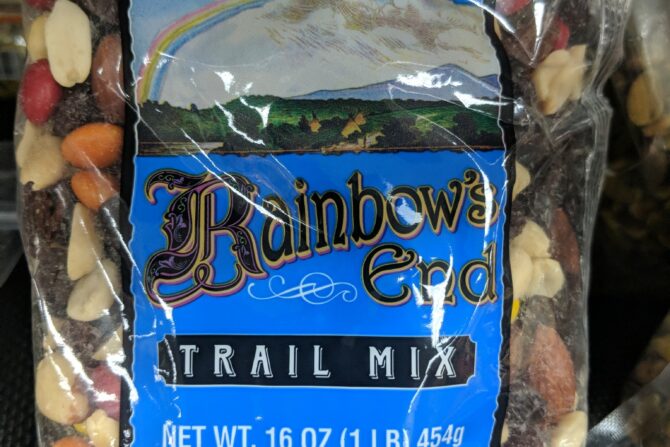 Rainbow's
End
TRAIL MIX
NET WT. 16 OZ (1 LB) 454g